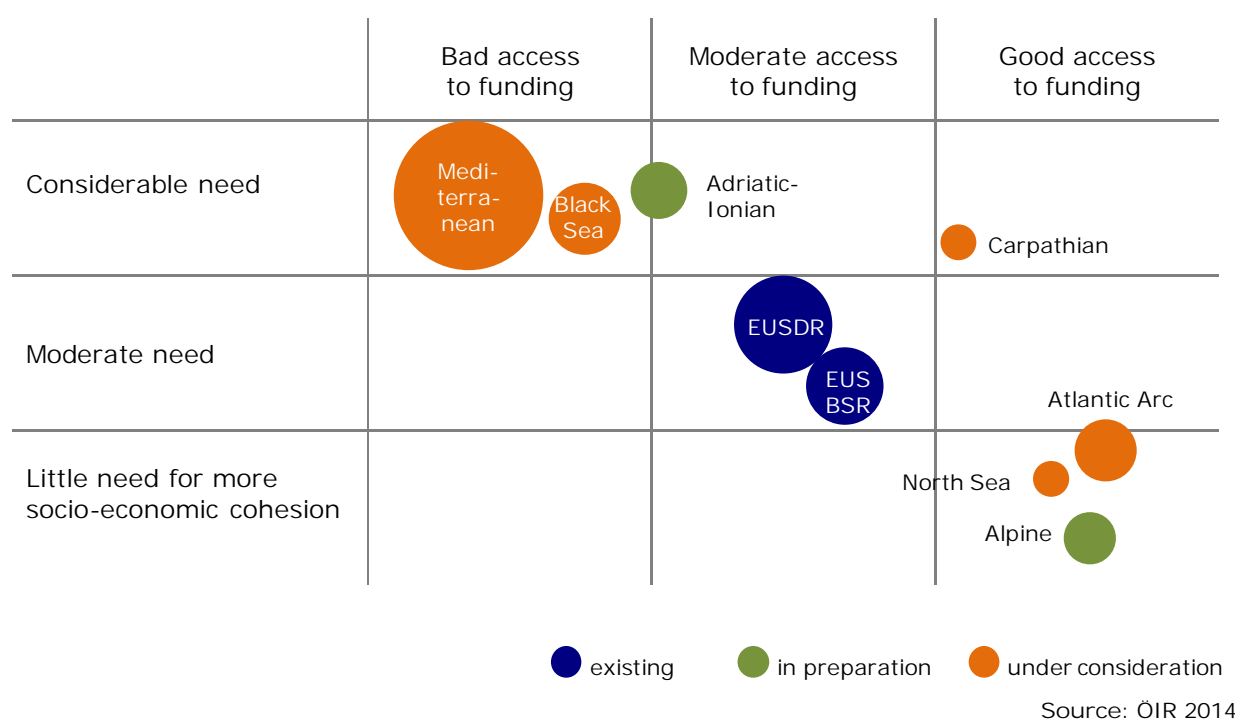 Bad access
to funding
Moderate access
to funding
Good access
to funding
Considerable need
Medi-
terra-
nean
Black
Sea
Adriatic-
Ionian
Carpathian
Moderate need
EUSDR
EUS
BSR
Atlantic Arc
Little need for more
socio-economic cohesion
North Sea
Alpine
existing
in preparation
under consideration
Source: ÖIR 2014